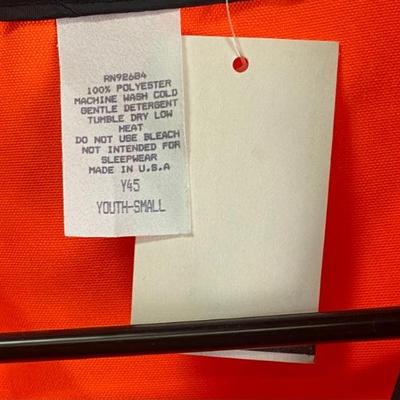 RN92684
100% POLYESTER
MACHINE WASH COLD
GENTLE DETERGENT
TUMBLE DRY LOW
HEAT
DO NOT USE BLEACH
NOT INTENDED FOR
SLEEPWEAR
MADE IN U.S.A
Y45
YOUTH-SMALL